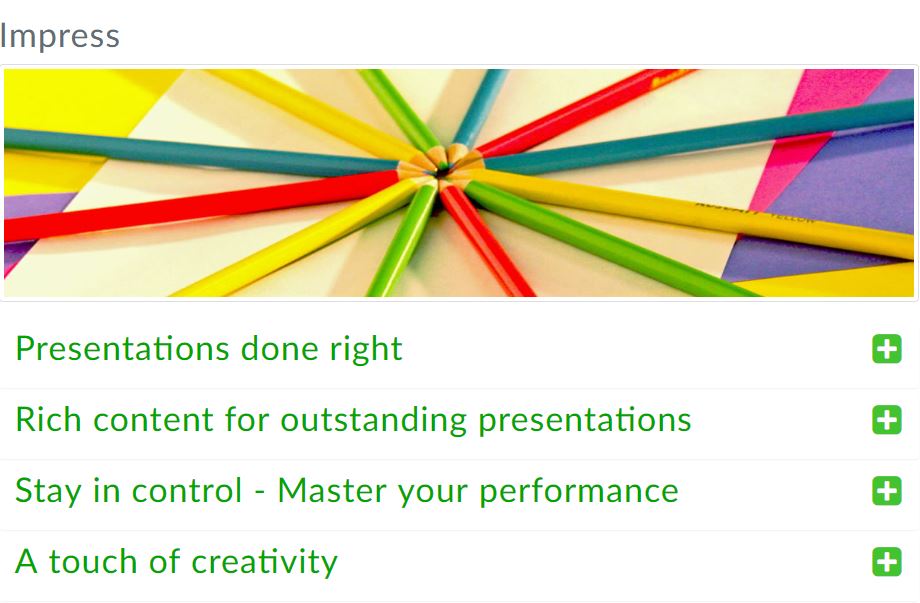 Impress
Presentations done right
Rich content for outstanding presentations
Stay in control - Master your performance
A touch of creativity